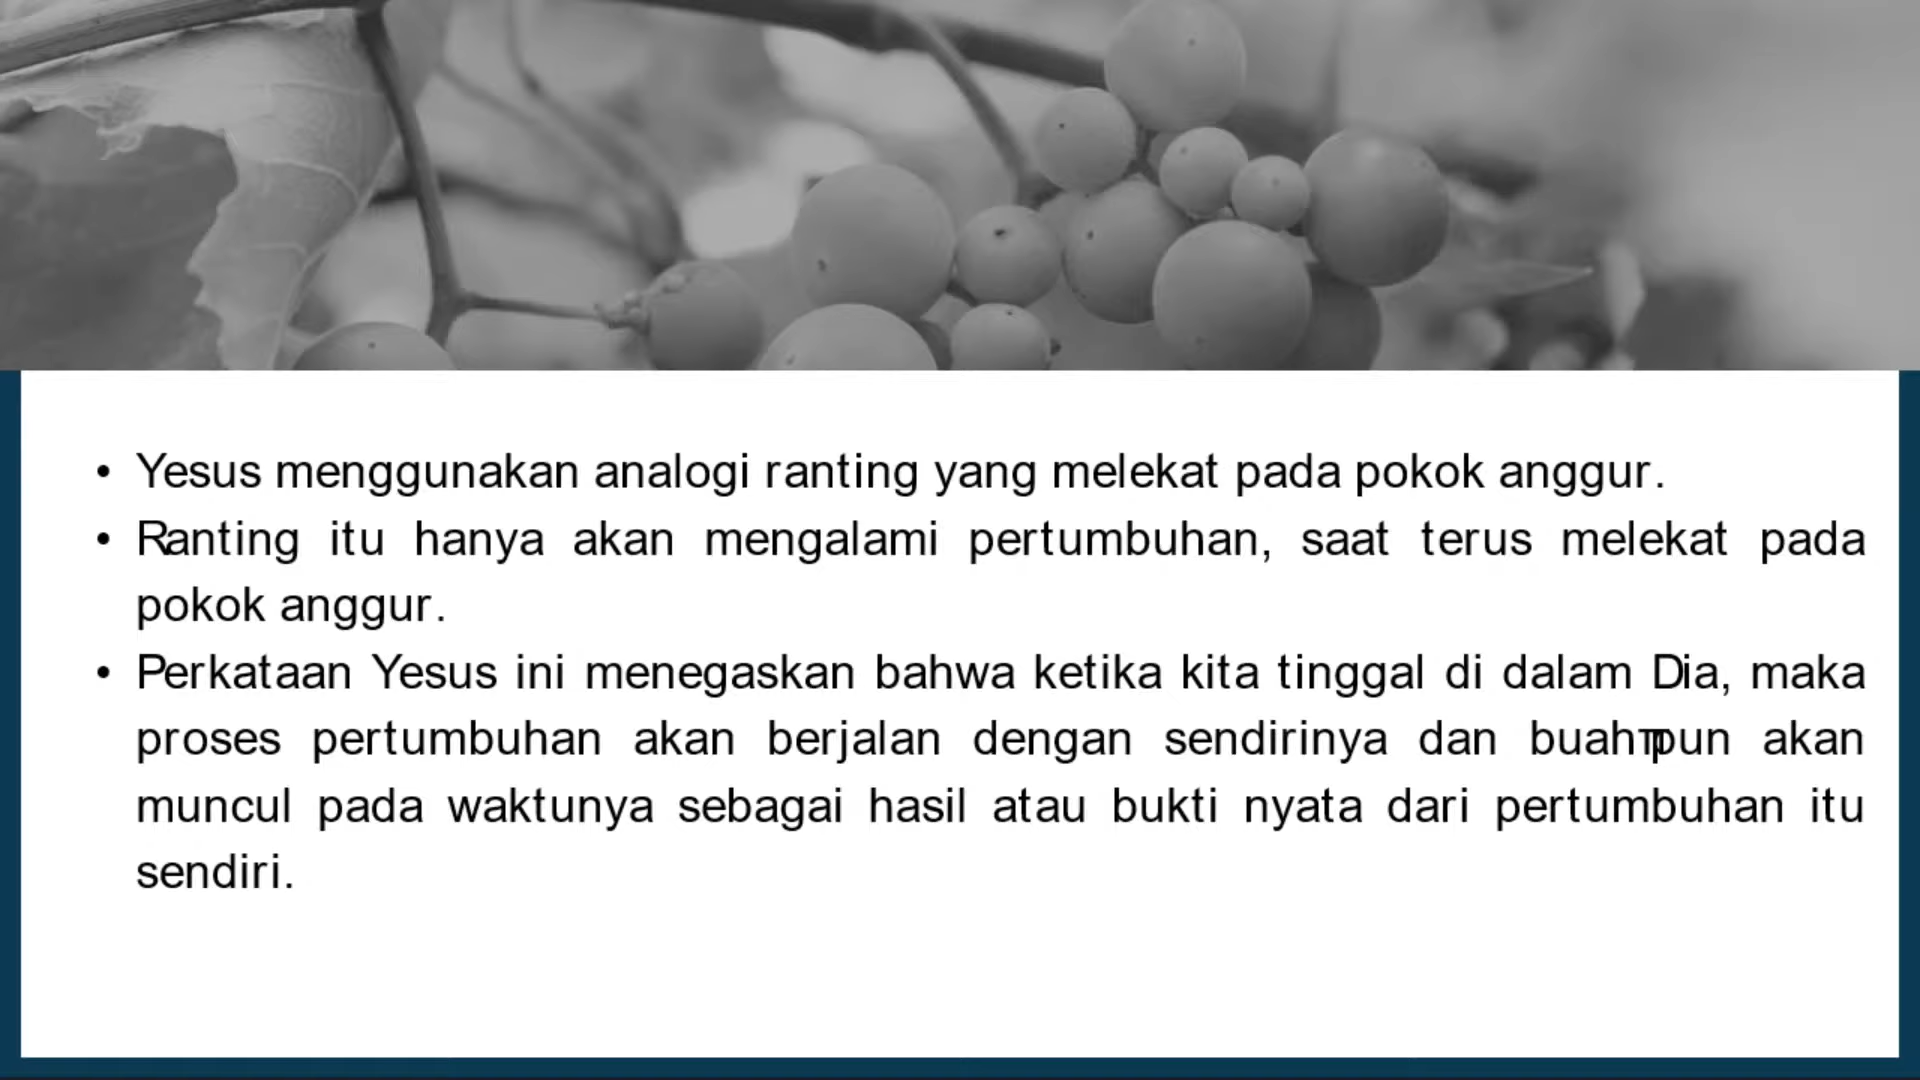 • Yesus menggunakan analogi ranting yang melekat pada pokok anggur.
• Ranting itu hanya akan mengalami pertumbuhan, saat terus melekat pada
pokok anggur.
• Perkataan Yesus ini menegaskan bahwa ketika kita tinggal di dalam Dia, maka
proses pertumbuhan akan berjalan dengan sendirinya dan akan
muncul pada waktunya sebagai hasil atau bukti nyata dari pertumbuhan itu
sendiri.